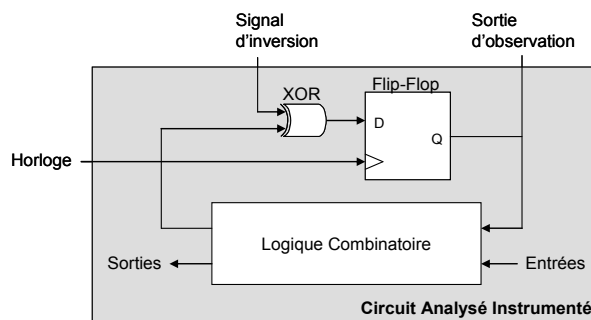 Signal
d'inversion
Sortie
d'observation
XOR
Flip-Flop
D
Q
Horloge
Logique Combinatoire
Sorties
Entrées
Circuit Analysé Instrumenté